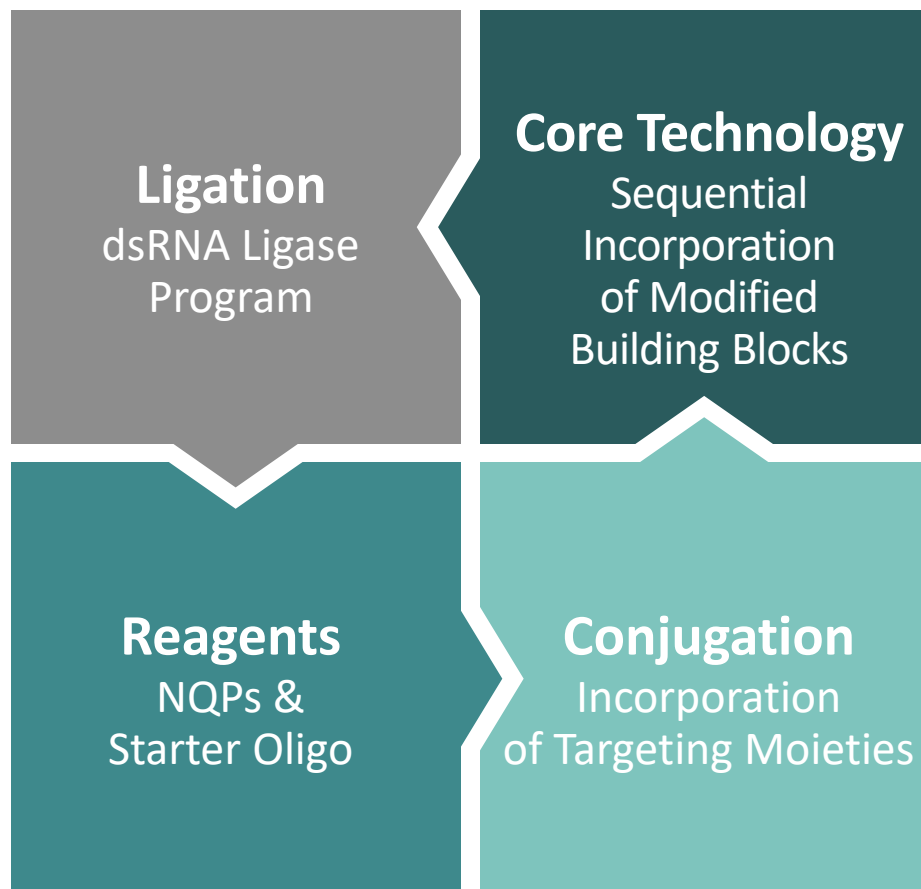 Ligation
dsRNA Ligase
Program
Core Technology
Sequential
Incorporation
of Modified
Building Blocks
Reagents
NQPs &
Starter Oligo
Conjugation
Incorporation
of Targeting Moieties